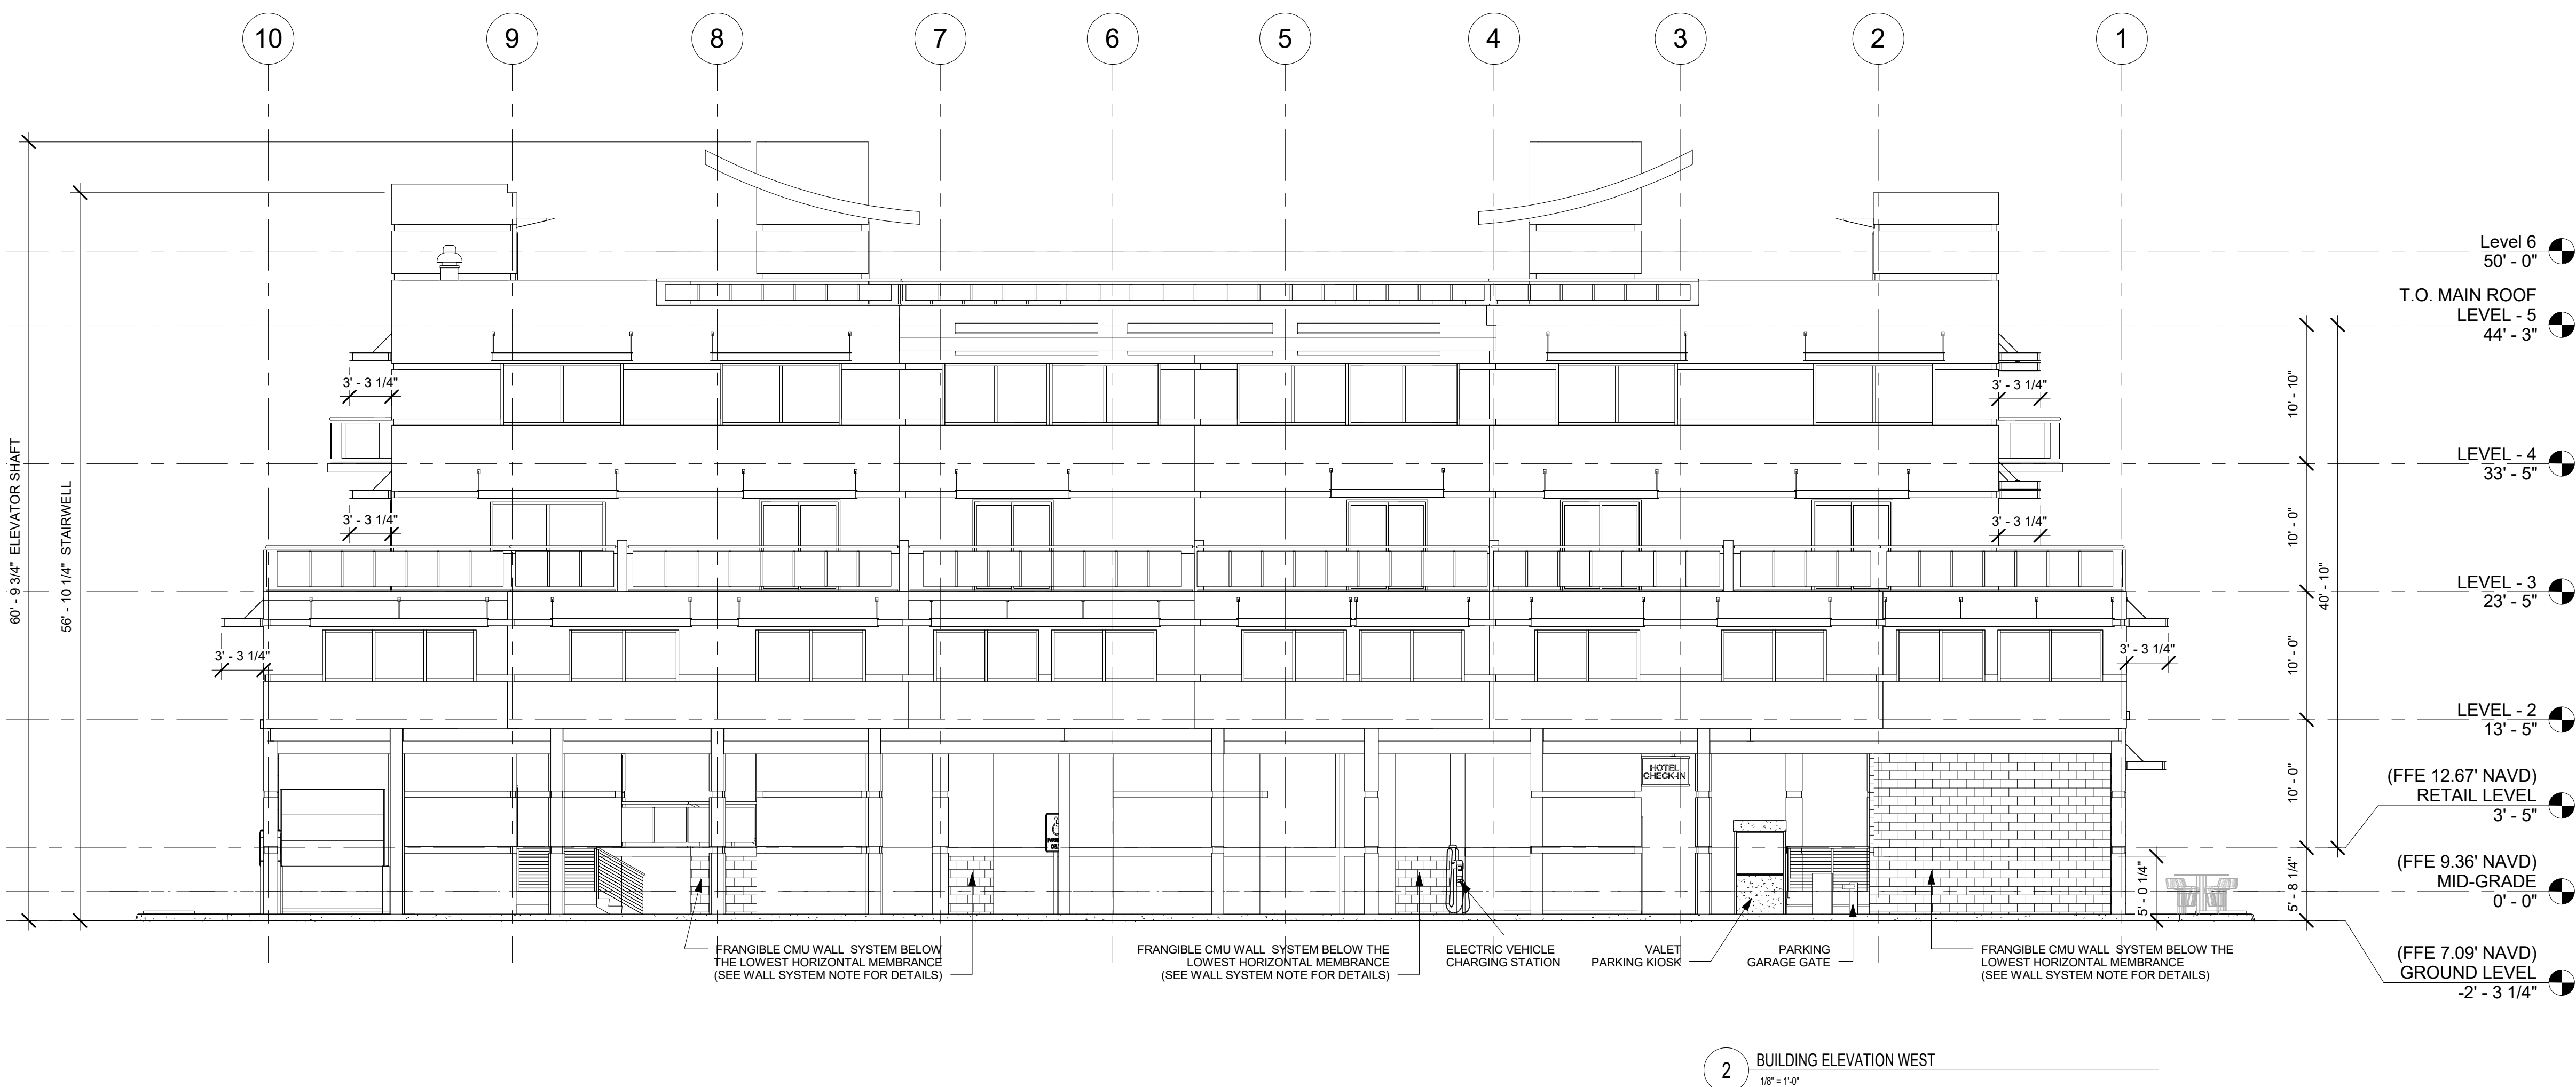 10
9
8
7
6
5
4
3
2
1
60' - 9 3/4" ELEVATOR SHAFT
56' - 10 1/4" STAIRWELL
Level 6
50' - 0"
T.O. MAIN ROOF
LEVEL - 5
44' - 3"
3' - 3 1/4"
3' - 3 1/4"
10' - 10"
LEVEL - 4
33' - 5"
3' - 3 1/4"
3' - 3 1/4"
10' - 0"
40' - 10"
LEVEL - 3
23' - 5"
3' - 3 1/4"
3' - 3 1/4"
10' - 0"
LEVEL - 2
13' - 5"
HOTEL
CHECK-IN
10' - 0"
(FFE 12.67' NAVD)
RETAIL LEVEL
3' - 5"
5' - 0 1/4"
5' - 8 1/4"
(FFE 9.36' NAVD)
MID-GRADE
0' - 0"
(FFE 7.09' NAVD)
GROUND LEVEL
-2' - 3 1/4"
FRANGIBLE CMU WALL SYSTEM BELOW
THE LOWEST HORIZONTAL MEMBRANCE
(SEE WALL SYSTEM NOTE FOR DETAILS)
FRANGIBLE CMU WALL SYSTEM BELOW THE
LOWEST HORIZONTAL MEMBRANCE
(SEE WALL SYSTEM NOTE FOR DETAILS)
ELECTRIC VEHICLE
CHARGING STATION
VALET
PARKING KIOSK
PARKING
GARAGE GATE
FRANGIBLE CMU WALL SYSTEM BELOW THE
LOWEST HORIZONTAL MEMBRANCE
(SEE WALL SYSTEM NOTE FOR DETAILS)
2
BUILDING ELEVATION WEST
1/8" = 1'-0"